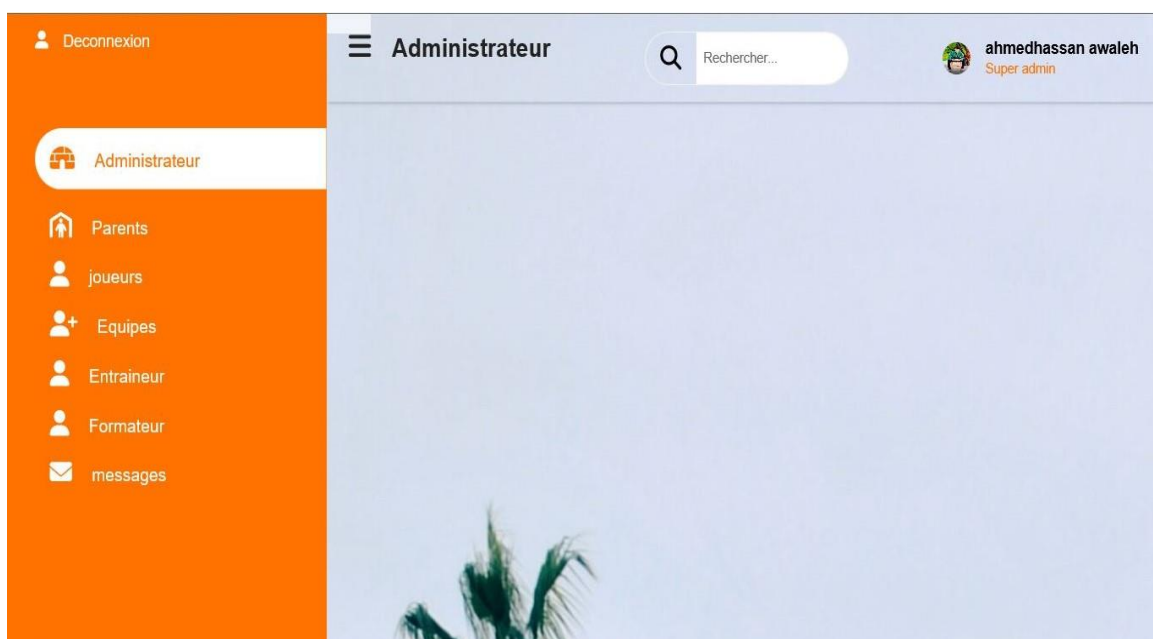 Deconnexion
Administrateur
Parents
joueurs
Equipes
Entraineur
Formateur
messages
Administrateur
Rechercher...
ahmedhassan awaleh
Super admin